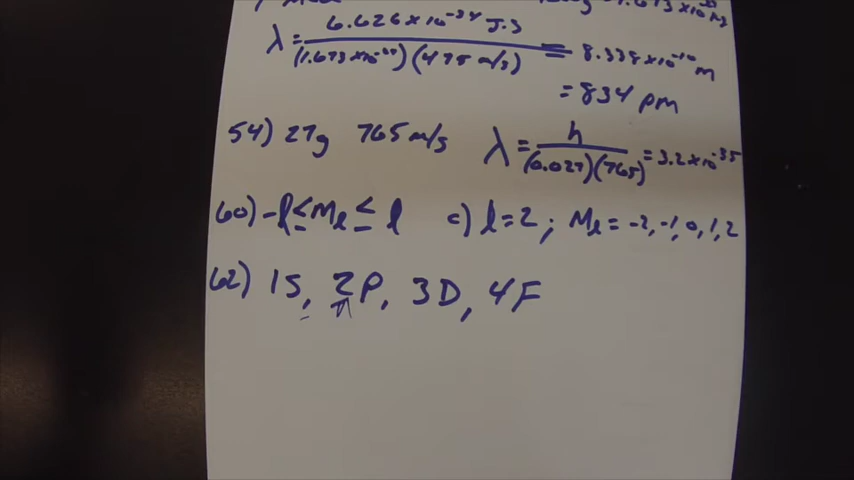 λ = 6.626×10⁻³⁴ J·s / (1.673×10⁻²⁷)(475 m/s) = 8.338×10⁻¹⁰ m
= 834 pm
54) 27g 765 m/s λ = h / (0.027)(765) = 3.2×10⁻³⁵
60) -l ≤ Ml ≤ l c) l=2; Ml = -2,-1,0,1,2
62) 1S, 2P, 3D, 4F